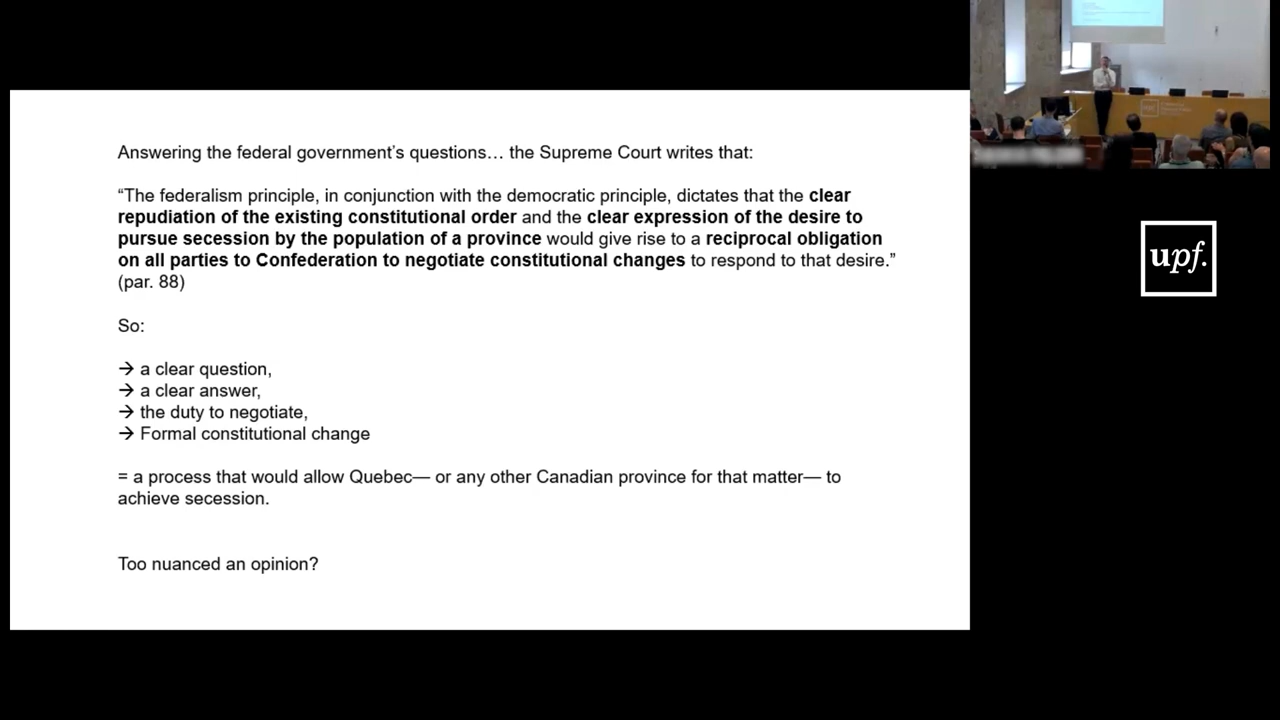 Answering the federal government’s questions… the Supreme Court writes that:
“The federalism principle, in conjunction with the democratic principle, dictates that the clear
repudiation of the existing constitutional order and the clear expression of the desire to
pursue secession by the population of a province would give rise to a reciprocal obligation
on all parties to Confederation to negotiate constitutional changes to respond to that desire.”
(par. 88)
So:
→ a clear question,
→ a clear answer,
→ the duty to negotiate,
→ Formal constitutional change
= a process that would allow Quebec— or any other Canadian province for that matter— to
achieve secession.
Too nuanced an opinion?
upf.